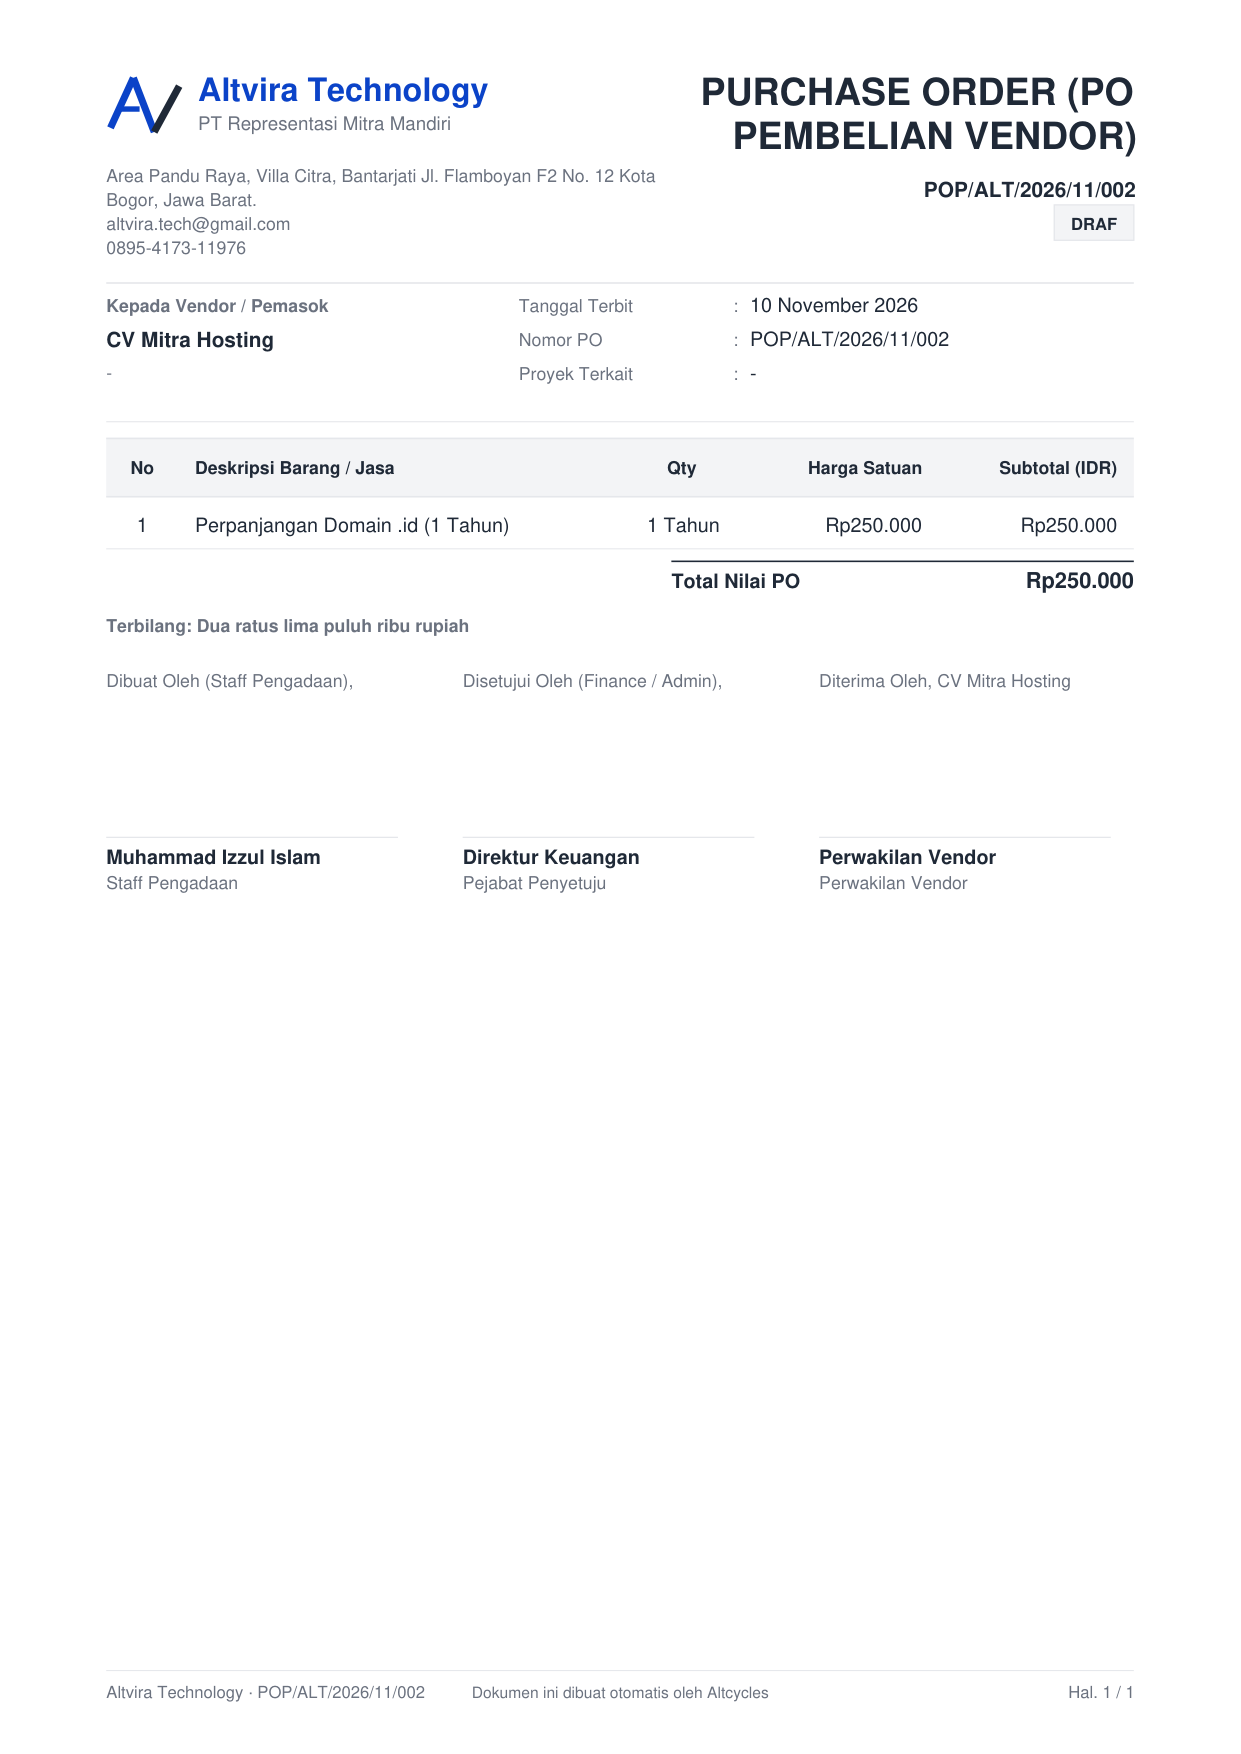 Altvira Technology
PT Representasi Mitra Mandiri
PURCHASE ORDER (PO
PEMBELIAN VENDOR)
Area Pandu Raya, Villa Citra, Bantarjati Jl. Flamboyan F2 No. 12 Kota
Bogor, Jawa Barat.
altvira.tech@gmail.com
0895-4173-11976
POP/ALT/2026/11/002
DRAF
Kepada Vendor / Pemasok
CV Mitra Hosting
-
Tanggal Terbit : 10 November 2026
Nomor PO : POP/ALT/2026/11/002
Proyek Terkait : -
No Deskripsi Barang / Jasa Qty Harga Satuan Subtotal (IDR)
1 Perpanjangan Domain .id (1 Tahun) 1 Tahun Rp250.000 Rp250.000
Total Nilai PO Rp250.000
Terbilang: Dua ratus lima puluh ribu rupiah
Dibuat Oleh (Staff Pengadaan), Disetujui Oleh (Finance / Admin), Diterima Oleh, CV Mitra Hosting
Muhammad Izzul Islam Direktur Keuangan Perwakilan Vendor
Staff Pengadaan Pejabat Penyetuju Perwakilan Vendor
Altvira Technology · POP/ALT/2026/11/002 Dokumen ini dibuat otomatis oleh Altcycles Hal. 1 / 1